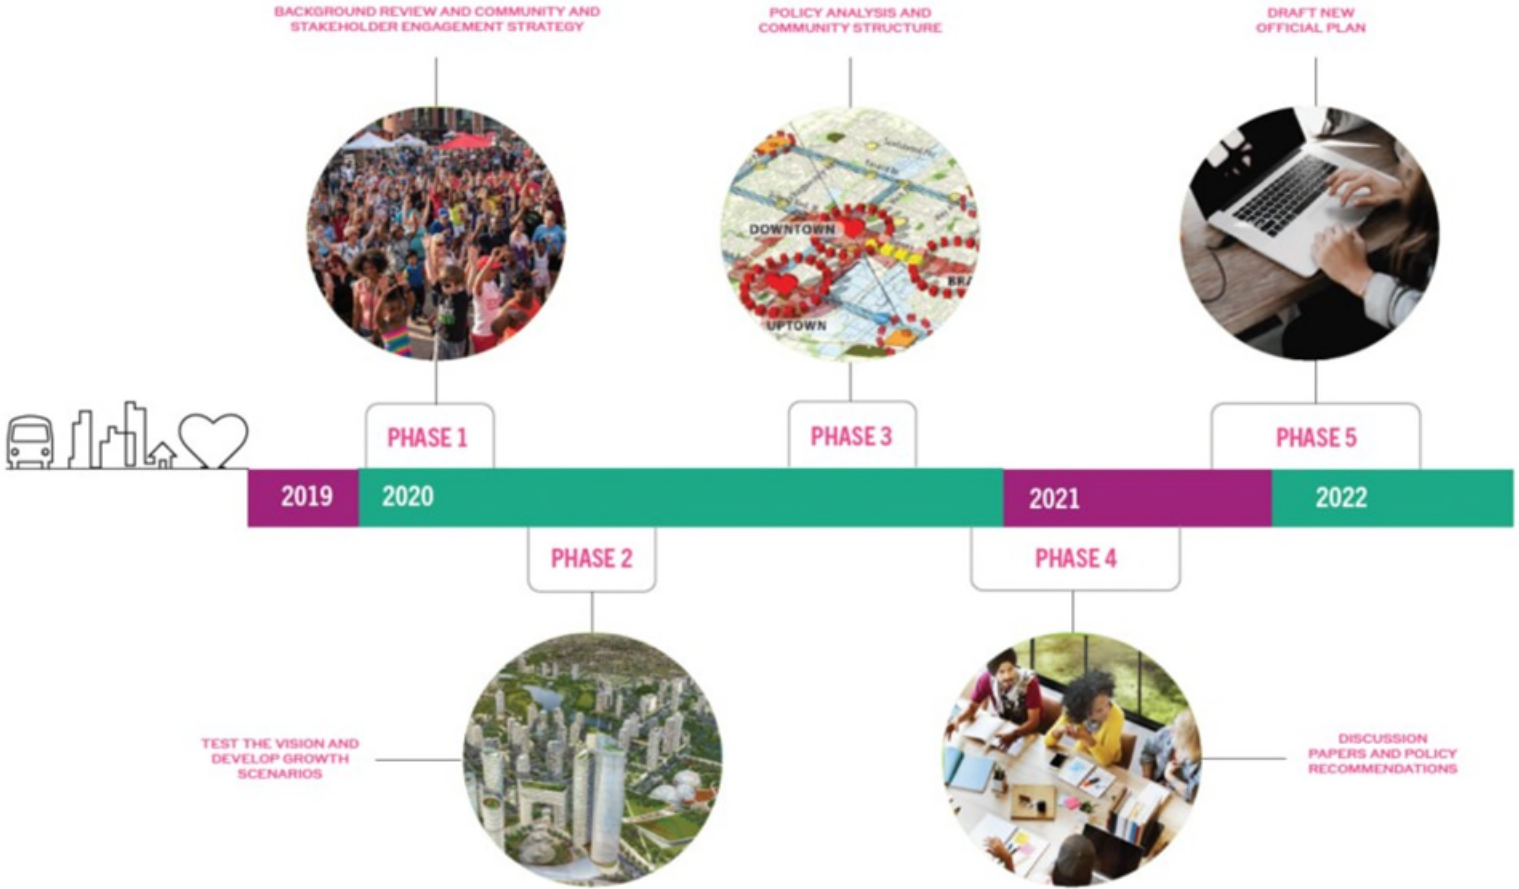 BACKGROUND REVIEW AND COMMUNITY AND
STAKEHOLDER ENGAGEMENT STRATEGY
POLICY ANALYSIS AND
COMMUNITY STRUCTURE
DRAFT NEW
OFFICIAL PLAN
DOWNTOWN
BRA
UPTOWN
PHASE 1
PHASE 3
PHASE 5
2019
2020
2021
2022
PHASE 2
PHASE 4
TEST THE VISION AND
DEVELOP GROWTH
SCENARIOS
DISCUSSION
PAPERS AND POLICY
RECOMMENDATIONS